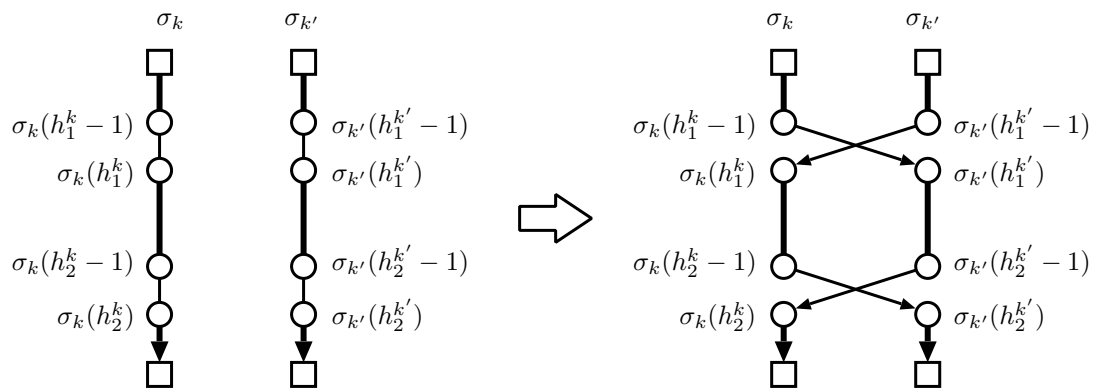 σ_k σ_{k'} σ_k σ_{k'}
σ_k(h_1^k − 1) σ_{k'}(h_1^{k'} − 1) σ_k(h_1^k − 1) σ_{k'}(h_1^{k'} − 1)
σ_k(h_1^k) σ_{k'}(h_1^{k'}) σ_k(h_1^k) σ_{k'}(h_1^{k'})
σ_k(h_2^k − 1) σ_{k'}(h_2^{k'} − 1) σ_k(h_2^k − 1) σ_{k'}(h_2^{k'} − 1)
σ_k(h_2^k) σ_{k'}(h_2^{k'}) σ_k(h_2^k) σ_{k'}(h_2^{k'})